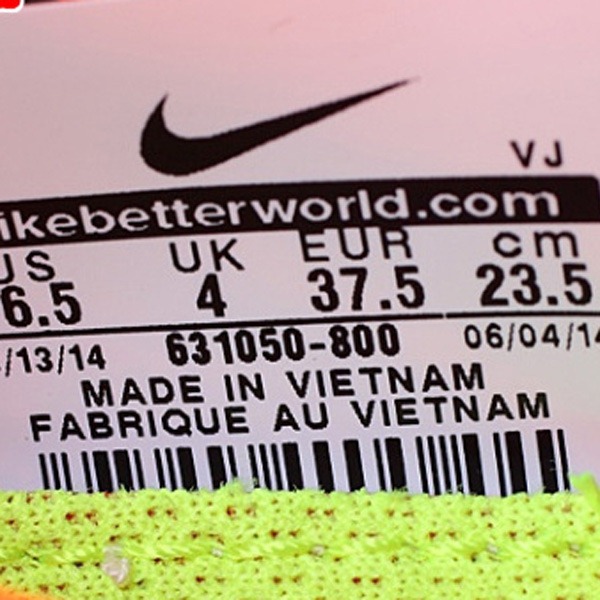 VJ
ikebetterworld.com
US UK EUR cm
6.5 4 37.5 23.5
/13/14 631050-800 06/04/14
MADE IN VIETNAM
FABRIQUE AU VIETNAM